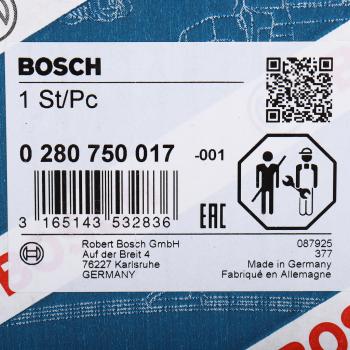 BOSCH
1 St/Pc
0 280 750 017 -001
3 165143 532836
EAC
Robert Bosch GmbH
Auf der Breit 4
76227 Karlsruhe
GERMANY
087925
377
Made in Germany
Fabriqué en Allemagne